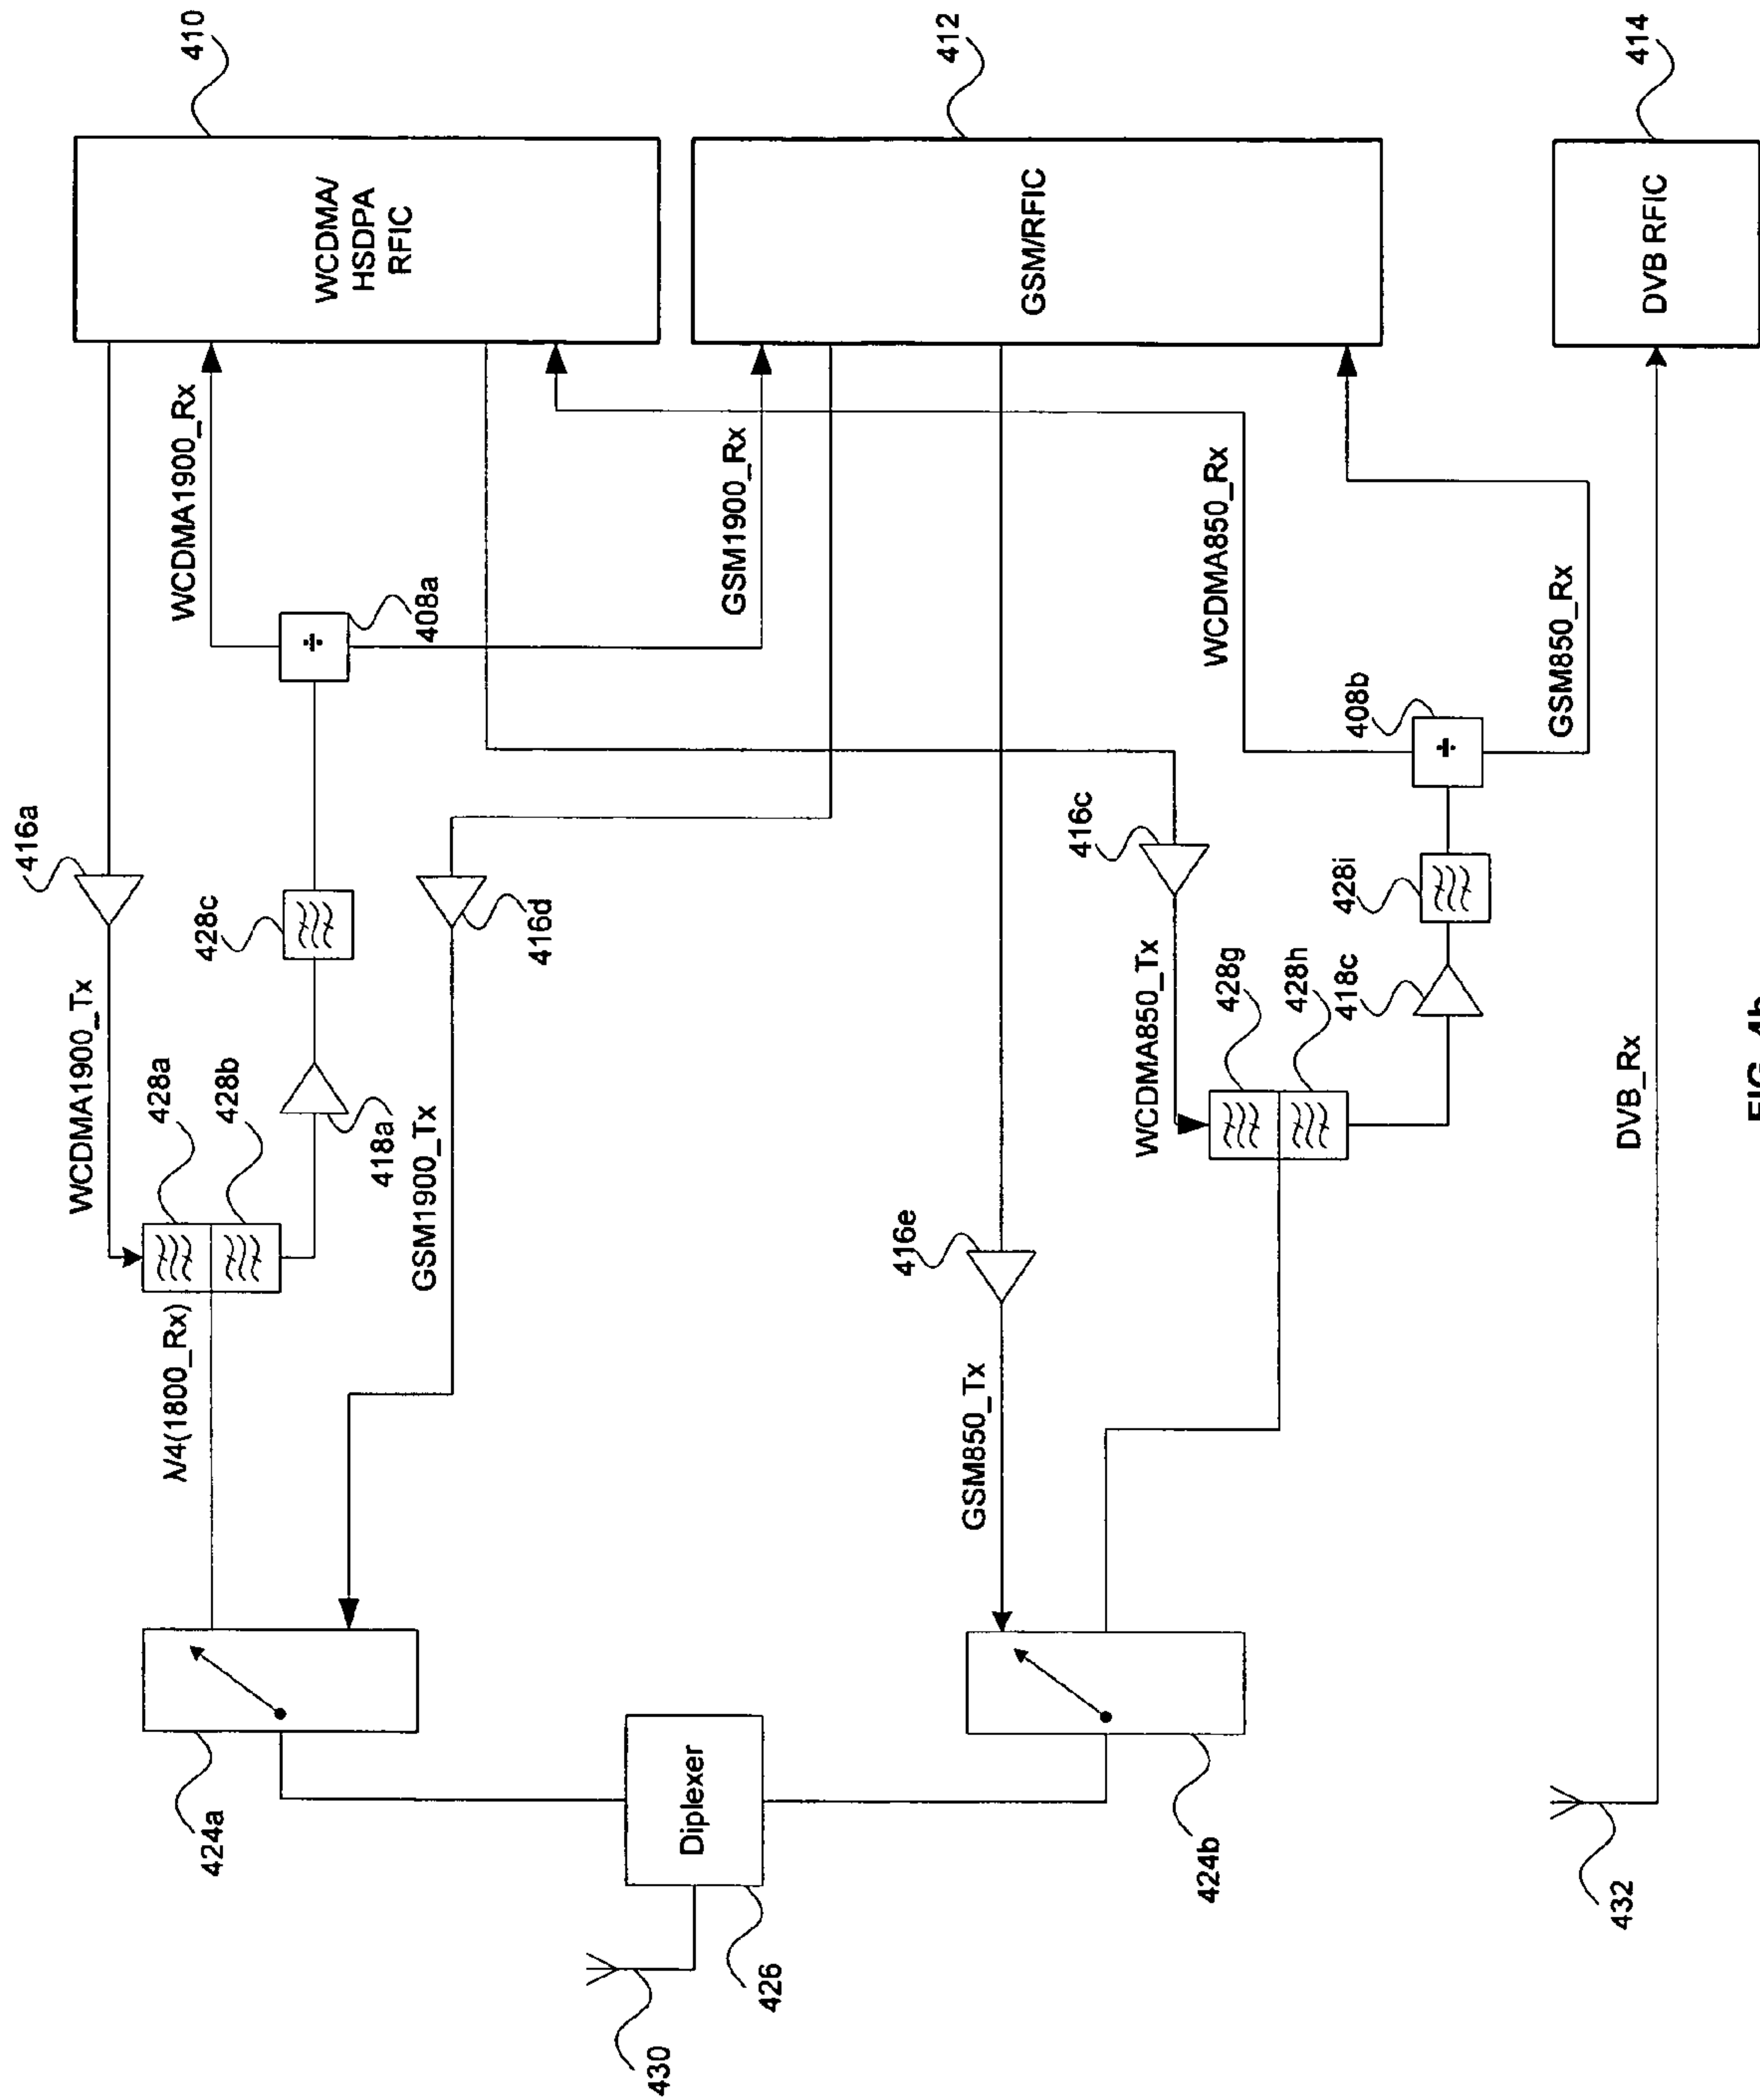 410
WCDMA/
HSDPA
RFIC
412
GSM/RFIC
414
DVB RFIC
416a
WCDMA1900_Tx
WCDMA1900_Rx
428a
428b
λ/4(1800_Rx)
418a
428c
408a
GSM1900_Rx
416d
GSM1900_Tx
424a
Diplexer
426
430
416e
GSM850_Tx
424b
416c
WCDMA850_Tx
428g
428h
418c
428i
408b
WCDMA850_Rx
GSM850_Rx
DVB_Rx
432
FIG. 4b